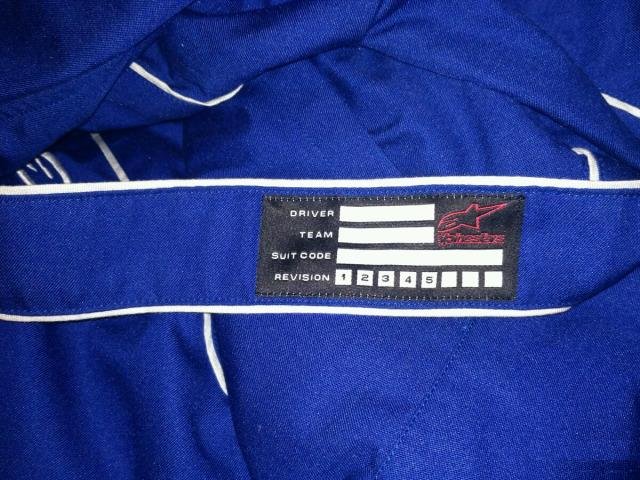 DRIVER
TEAM
alpinestars
SUIT CODE
REVISION 1 2 3 4 5